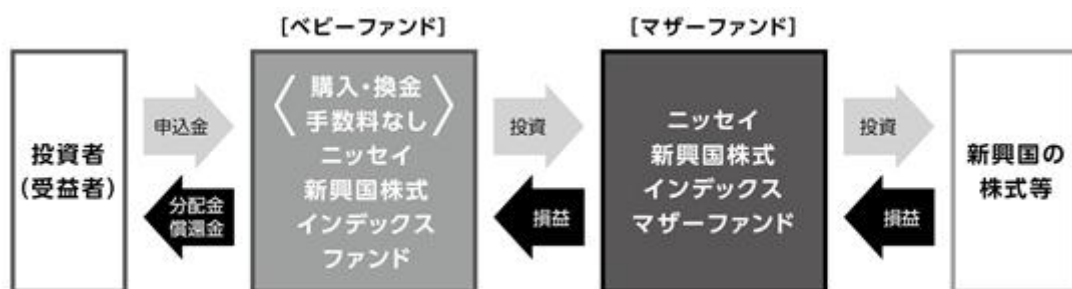 [ベビーファンド]
[マザーファンド]
投資者
(受益者)
申込金
分配金
償還金
〈購入・換金
手数料なし〉
ニッセイ
新興国株式
インデックス
ファンド
投資
損益
ニッセイ
新興国株式
インデックス
マザーファンド
投資
損益
新興国の
株式等